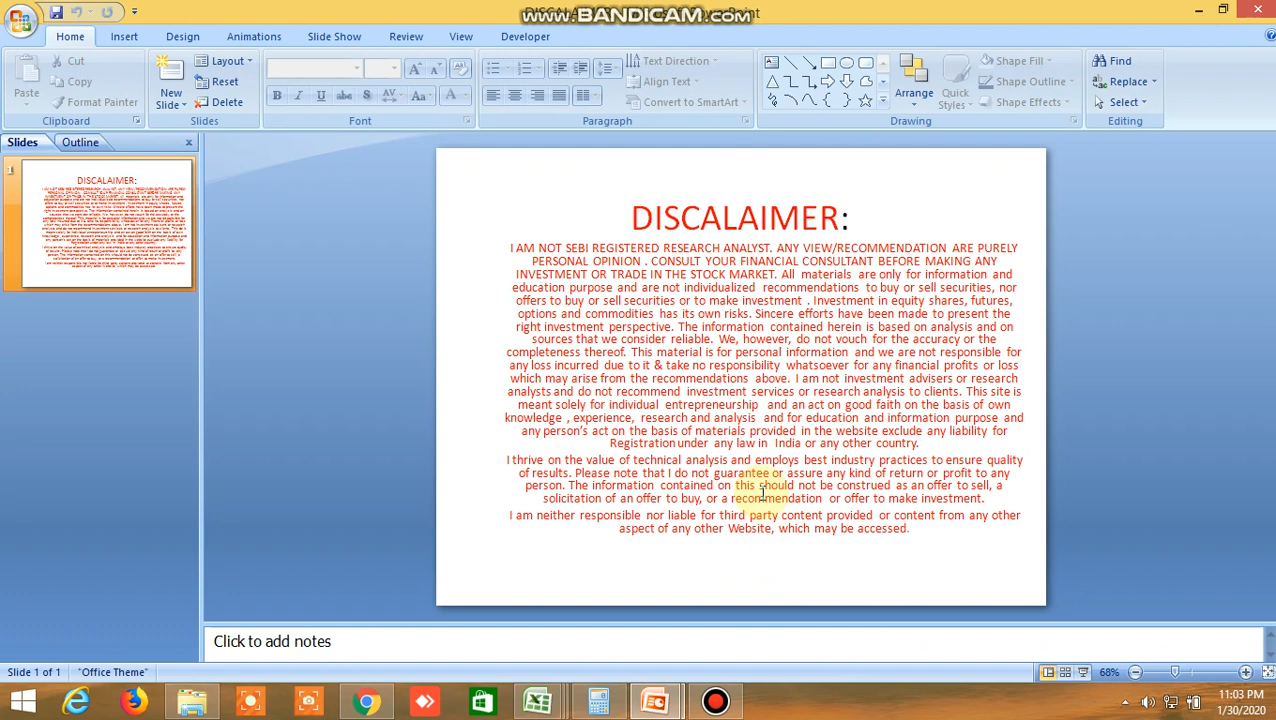 www.BANDICAM.com
Home Insert Design Animations Slide Show Review View Developer
Cut
Copy
Format Painter
Paste
Clipboard
New Slide
Layout
Reset
Delete
Slides
Font
Text Direction
Align Text
Convert to SmartArt
Paragraph
Arrange
Quick Styles
Shape Fill
Shape Outline
Shape Effects
Drawing
Find
Replace
Select
Editing
Slides Outline
1
DISCALAIMER:
I AM NOT SEBI REGISTERED RESEARCH ANALYST. ANY VIEW/RECOMMENDATION ARE PURELY
PERSONAL OPINION . CONSULT YOUR FINANCIAL CONSULTANT BEFORE MAKING ANY
INVESTMENT OR TRADE IN THE STOCK MARKET. All materials are only for information and
education purpose and are not individualized recommendations to buy or sell securities, nor
offers to buy or sell securities or to make investment . Investment in equity shares, futures,
options and commodities has its own risks. Sincere efforts have been made to present the
right investment perspective. The information contained herein is based on analysis and on
sources that we consider reliable. We, however, do not vouch for the accuracy or the
completeness thereof. This material is for personal information and we are not responsible for
any loss incurred due to it & take no responsibility whatsoever for any financial profits or loss
which may arise from the recommendations above. I am not investment advisers or research
analysts and do not recommend investment services or research analysis to clients. This site is
meant solely for individual entrepreneurship and an act on good faith on the basis of own
knowledge , experience, research and analysis and for education and information purpose and
any person's act on the basis of materials provided in the website exclude any liability for
Registration under any law in India or any other country.
I thrive on the value of technical analysis and employs best industry practices to ensure quality
of results. Please note that I do not guarantee or assure any kind of return or profit to any
person. The information contained on this should not be construed as an offer to sell, a
solicitation of an offer to buy, or a recommendation or offer to make investment.
I am neither responsible nor liable for third party content provided or content from any other
aspect of any other Website, which may be accessed.
Click to add notes
Slide 1 of 1 "Office Theme" 68%
11:03 PM
1/30/2020